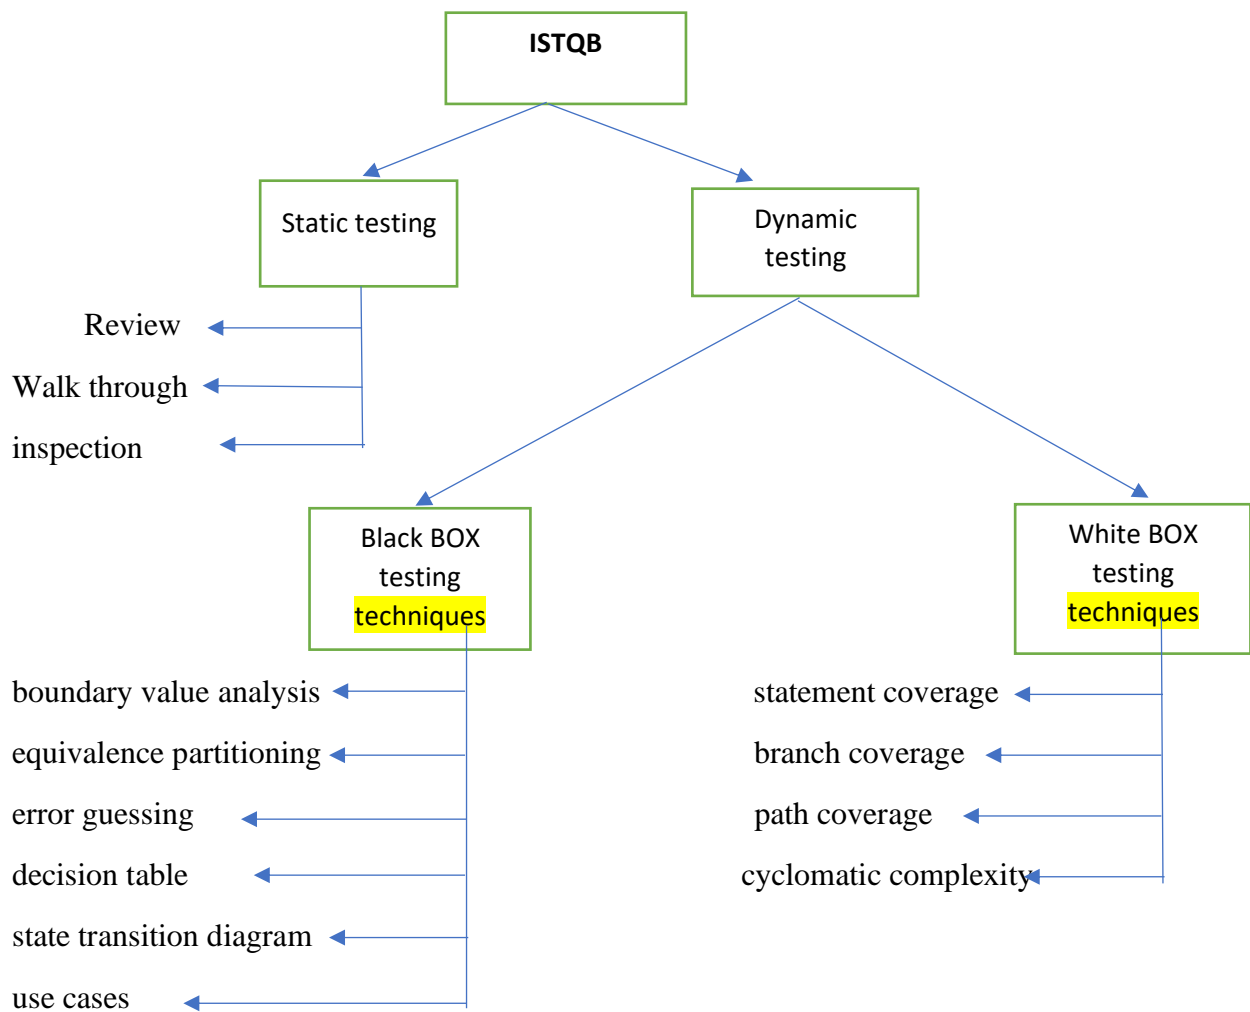 ISTQB
Static testing
Dynamic
testing
Review
Walk through
inspection
Black BOX
testing
techniques
White BOX
testing
techniques
boundary value analysis
equivalence partitioning
error guessing
decision table
state transition diagram
use cases
statement coverage
branch coverage
path coverage
cyclomatic complexity